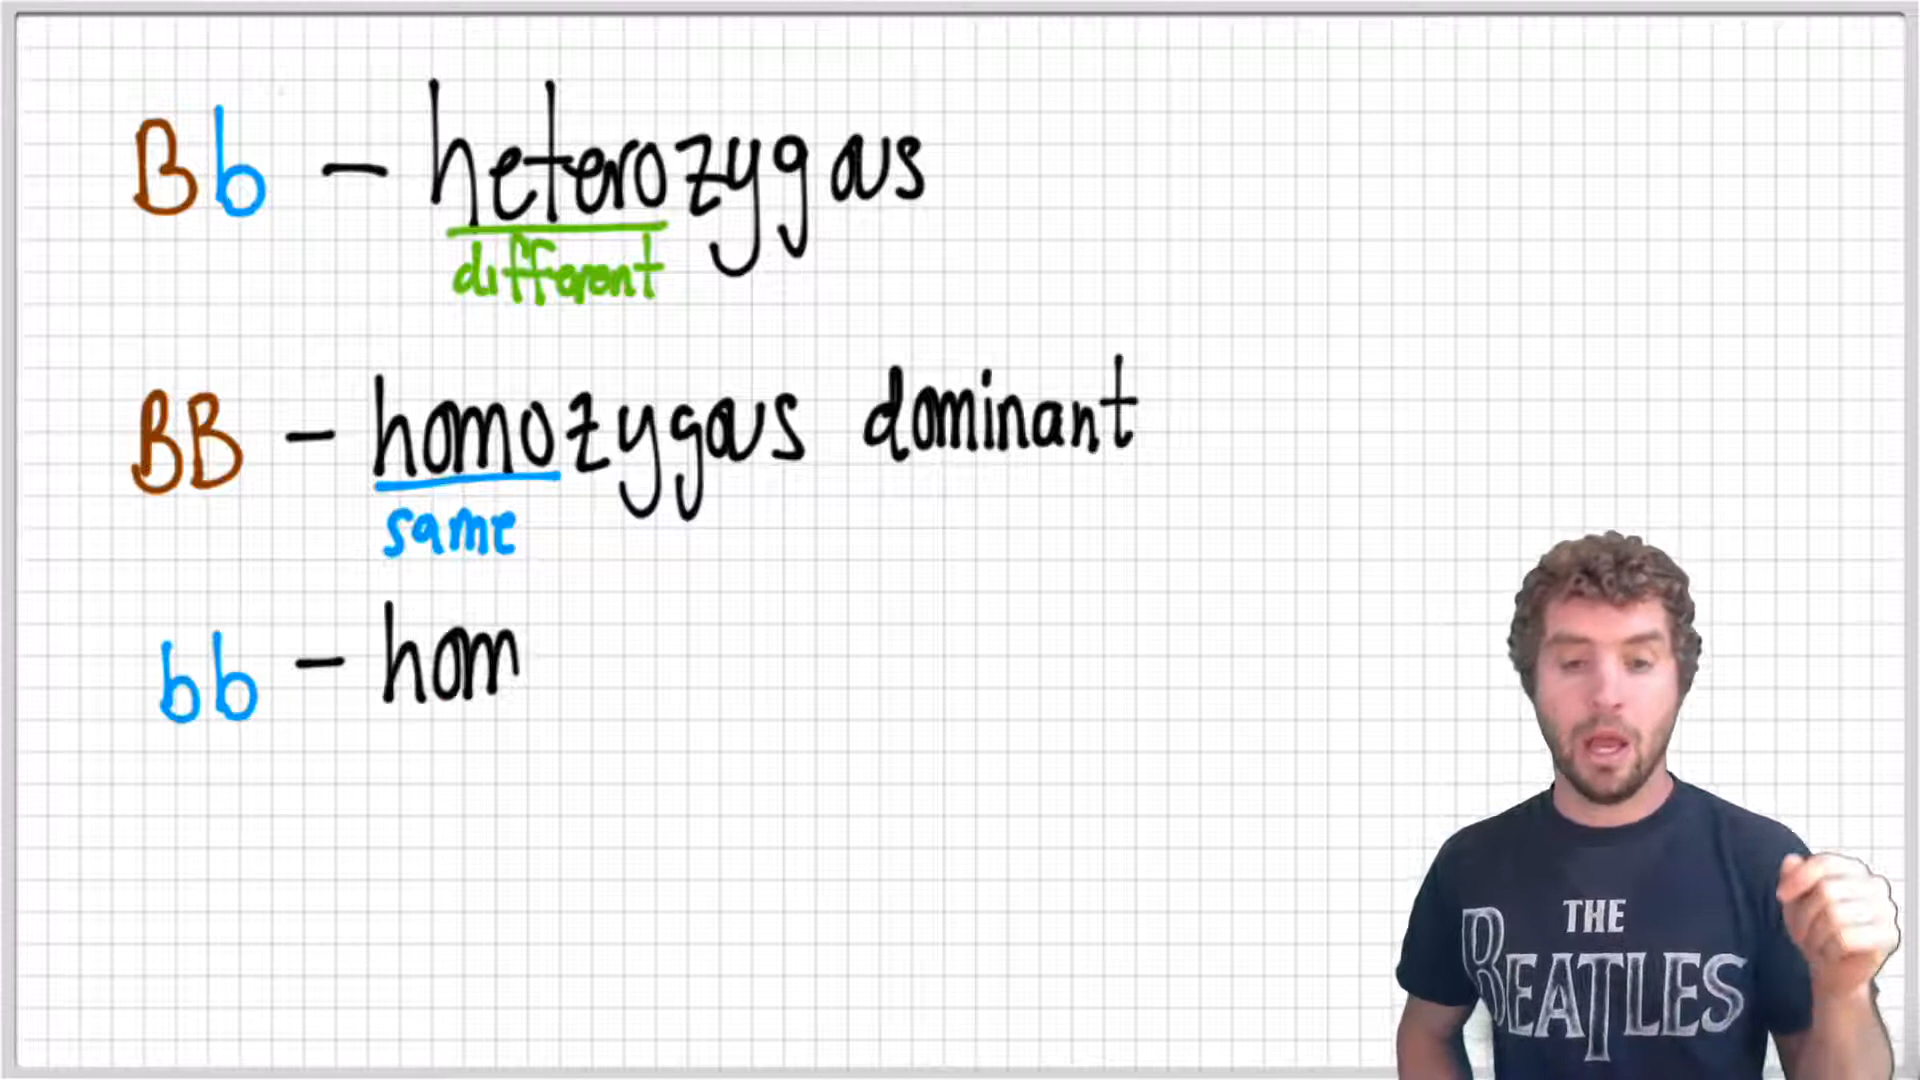 Bb - heterozygous
different
BB - homozygous dominant
same
bb - hom
THE
BEATLES